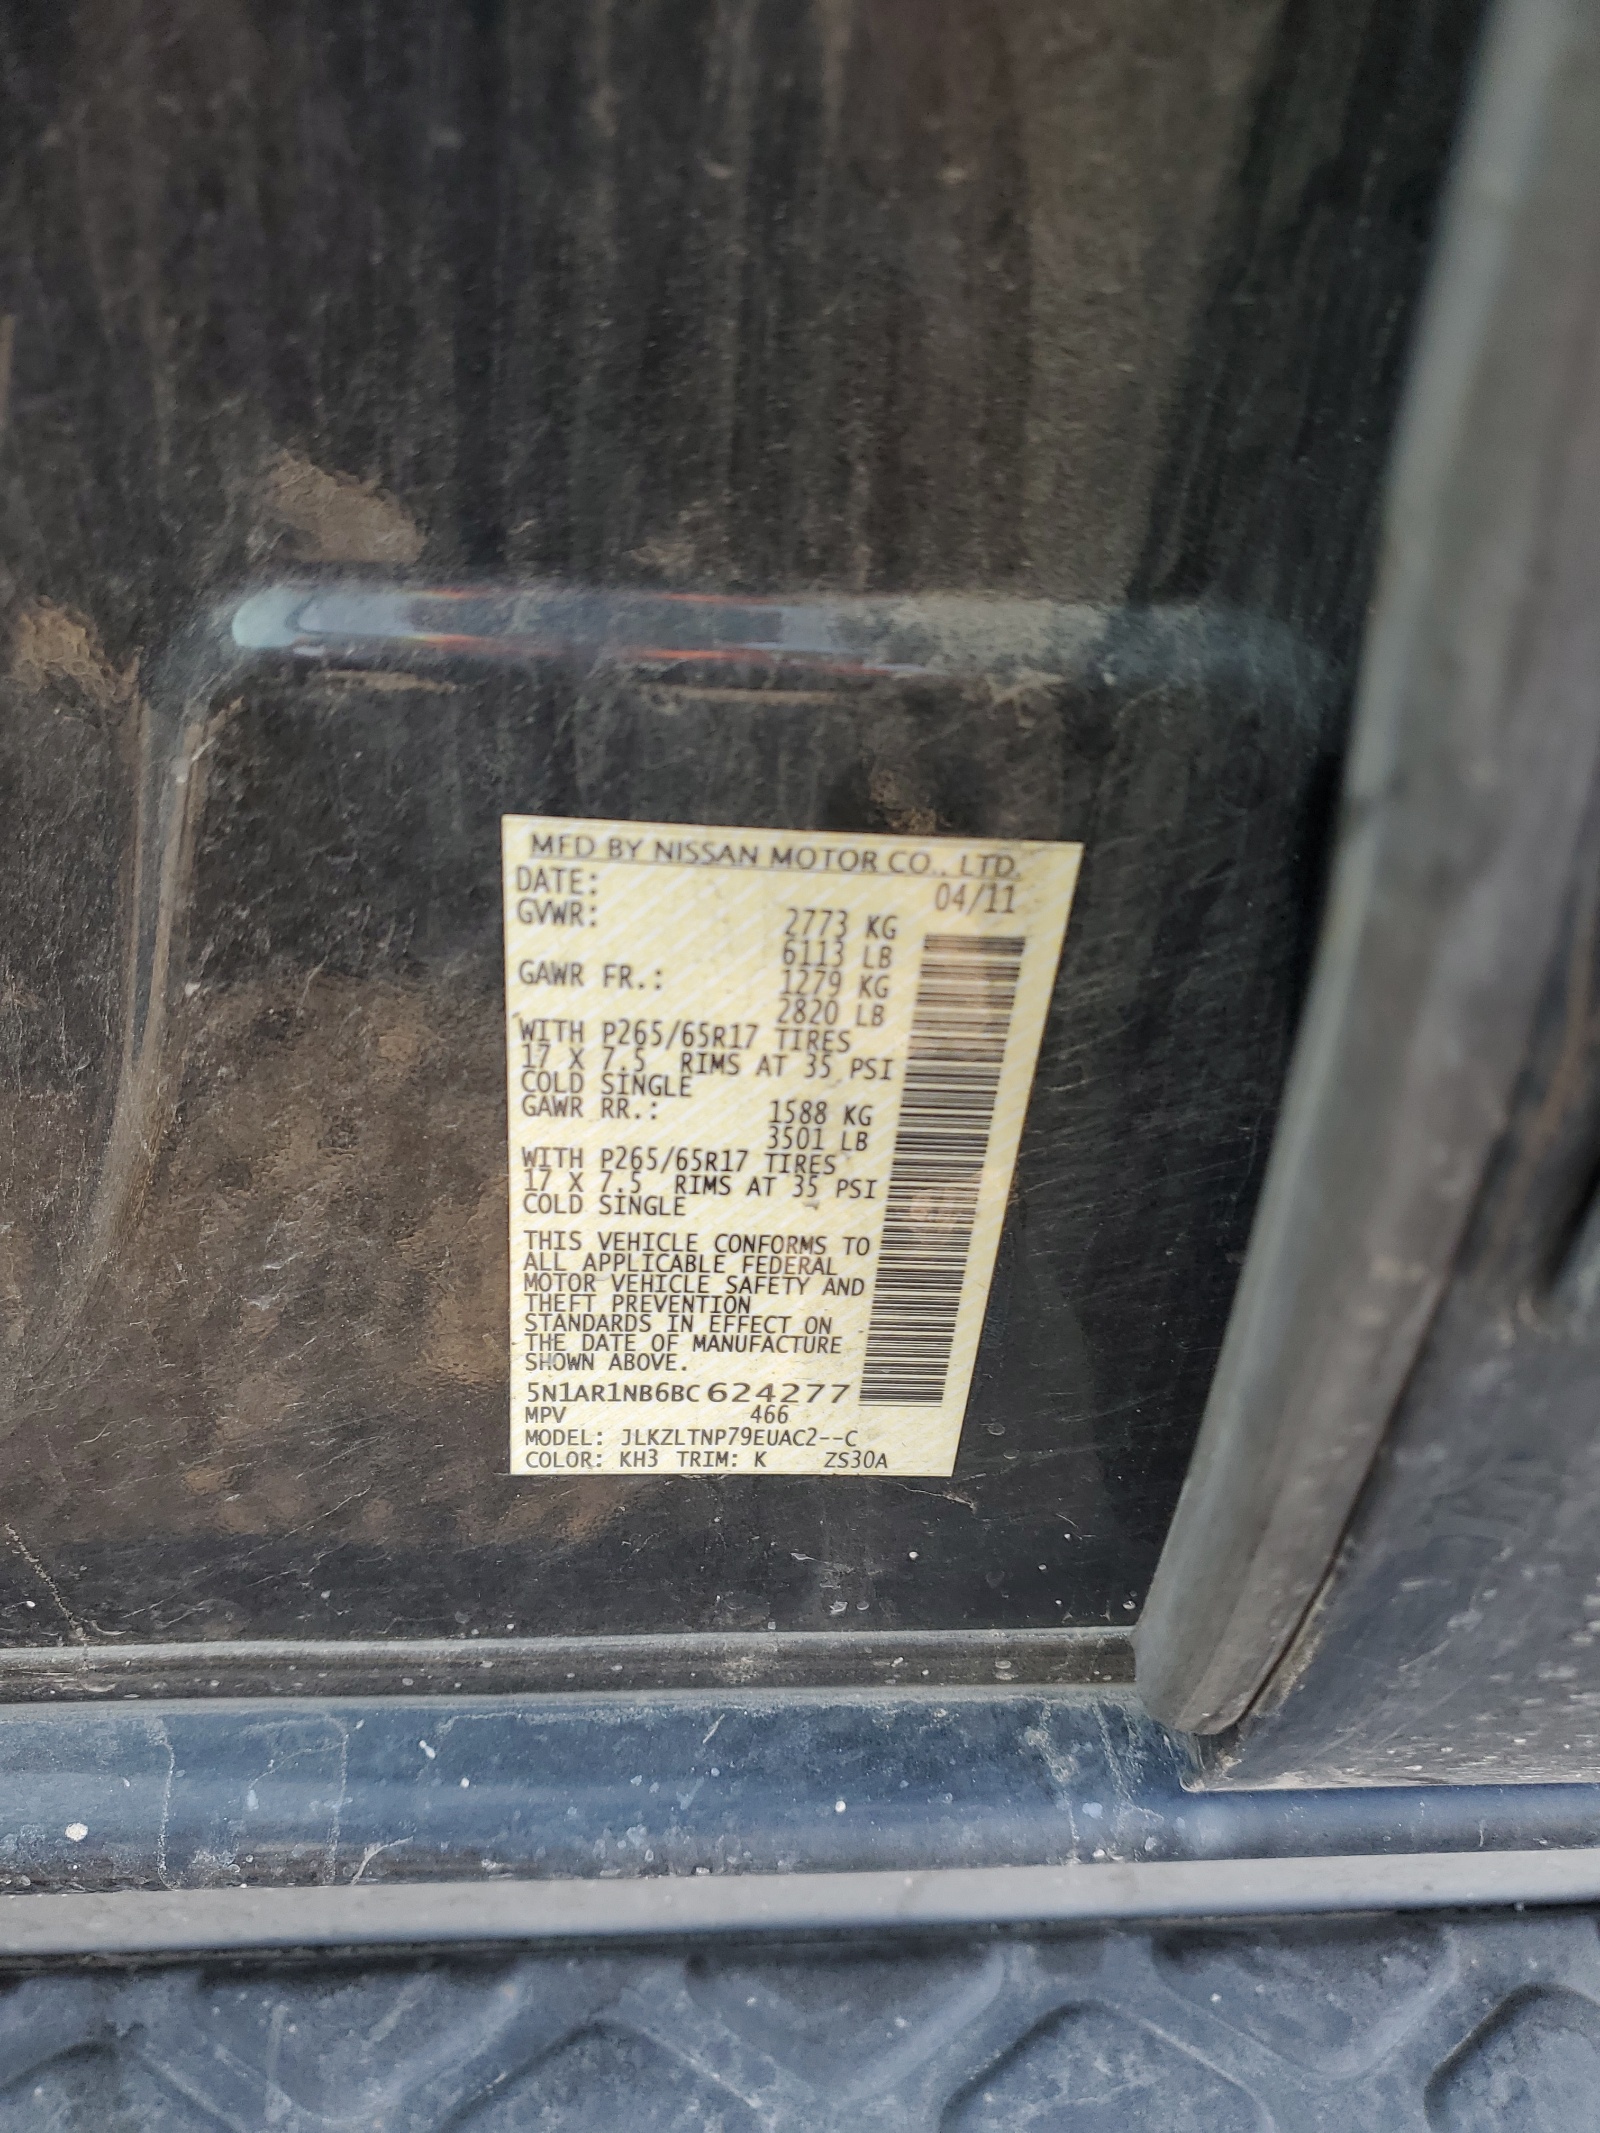 MFD BY NISSAN MOTOR CO., LTD.
DATE: 04/11
GVWR: 2773 KG
6113 LB
GAWR FR.: 1279 KG
2820 LB
WITH P265/65R17 TIRES
17 X 7.5 RIMS AT 35 PSI
COLD SINGLE
GAWR RR.: 1588 KG
3501 LB
WITH P265/65R17 TIRES
17 X 7.5 RIMS AT 35 PSI
COLD SINGLE
THIS VEHICLE CONFORMS TO
ALL APPLICABLE FEDERAL
MOTOR VEHICLE SAFETY AND
THEFT PREVENTION
STANDARDS IN EFFECT ON
THE DATE OF MANUFACTURE
SHOWN ABOVE.
5N1AR1NB6BC624277
MPV 466
MODEL: JLKZLTNP79EUAC2--C
COLOR: KH3 TRIM: K ZS30A